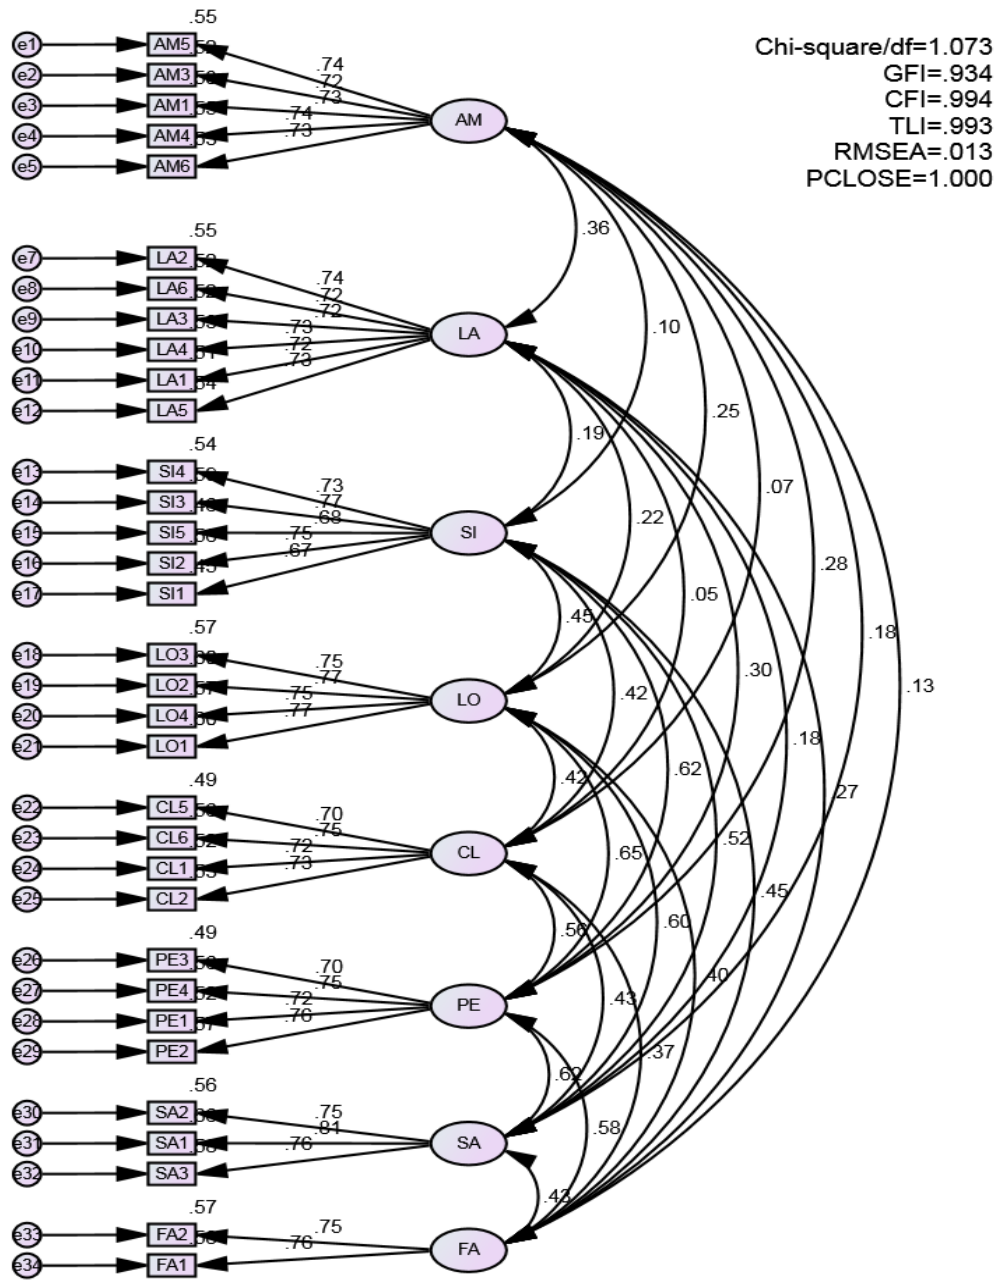 Chi-square/df=1.073
GFI=.934
CFI=.994
TLI=.993
RMSEA=.013
PCLOSE=1.000
.55
e1 AM5 .74
e2 AM3 .72
e3 AM1 .73
e4 AM4 .74
e5 AM6 .73
AM
.36
.55
e7 LA2 .74
e8 LA6 .72
e9 LA3 .72
e10 LA4 .73
e11 LA1 .72
e12 LA5 .73
LA
.10
.25
.19
.54
e13 SI4 .73
e14 SI3 .77
e15 SI5 .68
e16 SI2 .75
e17 SI1 .67
SI
.07
.22
.28
.05
.45
.18
.57
e18 LO3 .75
e19 LO2 .77
e20 LO4 .75
e21 LO1 .77
LO
.30
.13
.42
.18
.62
.42
.27
.49
e22 CL5 .70
e23 CL6 .75
e24 CL1 .72
e25 CL2 .73
CL
.52
.65
.45
.60
.56
.49
e26 PE3 .70
e27 PE4 .75
e28 PE1 .72
e29 PE2 .76
PE
.40
.43
.37
.62
.56
e30 SA2 .75
e31 SA1 .81
e32 SA3 .76
SA
.58
.43
.57
e33 FA2 .75
e34 FA1 .76
FA